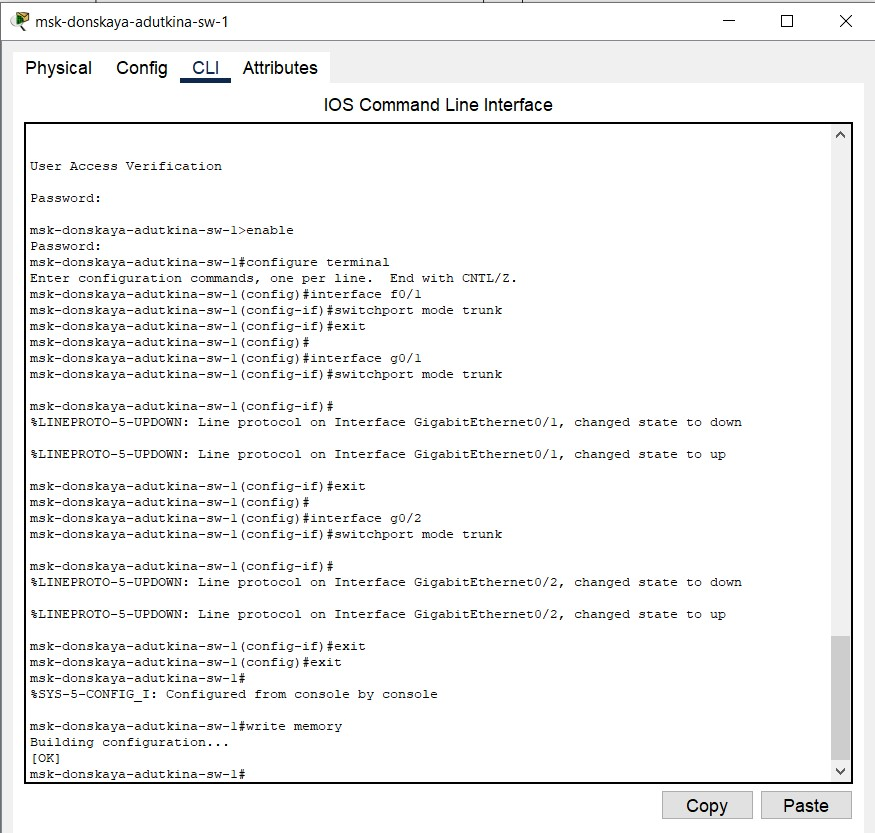 msk-donskaya-adutkina-sw-1
Physical Config CLI Attributes
IOS Command Line Interface
User Access Verification
Password:
msk-donskaya-adutkina-sw-1>enable
Password:
msk-donskaya-adutkina-sw-1#configure terminal
Enter configuration commands, one per line.  End with CNTL/Z.
msk-donskaya-adutkina-sw-1(config)#interface f0/1
msk-donskaya-adutkina-sw-1(config-if)#switchport mode trunk
msk-donskaya-adutkina-sw-1(config-if)#exit
msk-donskaya-adutkina-sw-1(config)#
msk-donskaya-adutkina-sw-1(config)#interface g0/1
msk-donskaya-adutkina-sw-1(config-if)#switchport mode trunk
msk-donskaya-adutkina-sw-1(config-if)#
%LINEPROTO-5-UPDOWN: Line protocol on Interface GigabitEthernet0/1, changed state to down
%LINEPROTO-5-UPDOWN: Line protocol on Interface GigabitEthernet0/1, changed state to up
msk-donskaya-adutkina-sw-1(config-if)#exit
msk-donskaya-adutkina-sw-1(config)#
msk-donskaya-adutkina-sw-1(config)#interface g0/2
msk-donskaya-adutkina-sw-1(config-if)#switchport mode trunk
msk-donskaya-adutkina-sw-1(config-if)#
%LINEPROTO-5-UPDOWN: Line protocol on Interface GigabitEthernet0/2, changed state to down
%LINEPROTO-5-UPDOWN: Line protocol on Interface GigabitEthernet0/2, changed state to up
msk-donskaya-adutkina-sw-1(config-if)#exit
msk-donskaya-adutkina-sw-1(config)#exit
msk-donskaya-adutkina-sw-1#
%SYS-5-CONFIG_I: Configured from console by console
msk-donskaya-adutkina-sw-1#write memory
Building configuration...
[OK]
msk-donskaya-adutkina-sw-1#
Copy Paste